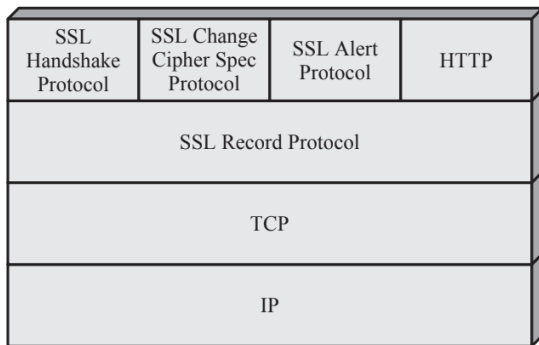 SSL
Handshake
Protocol
SSL Change
Cipher Spec
Protocol
SSL Alert
Protocol
HTTP
SSL Record Protocol
TCP
IP